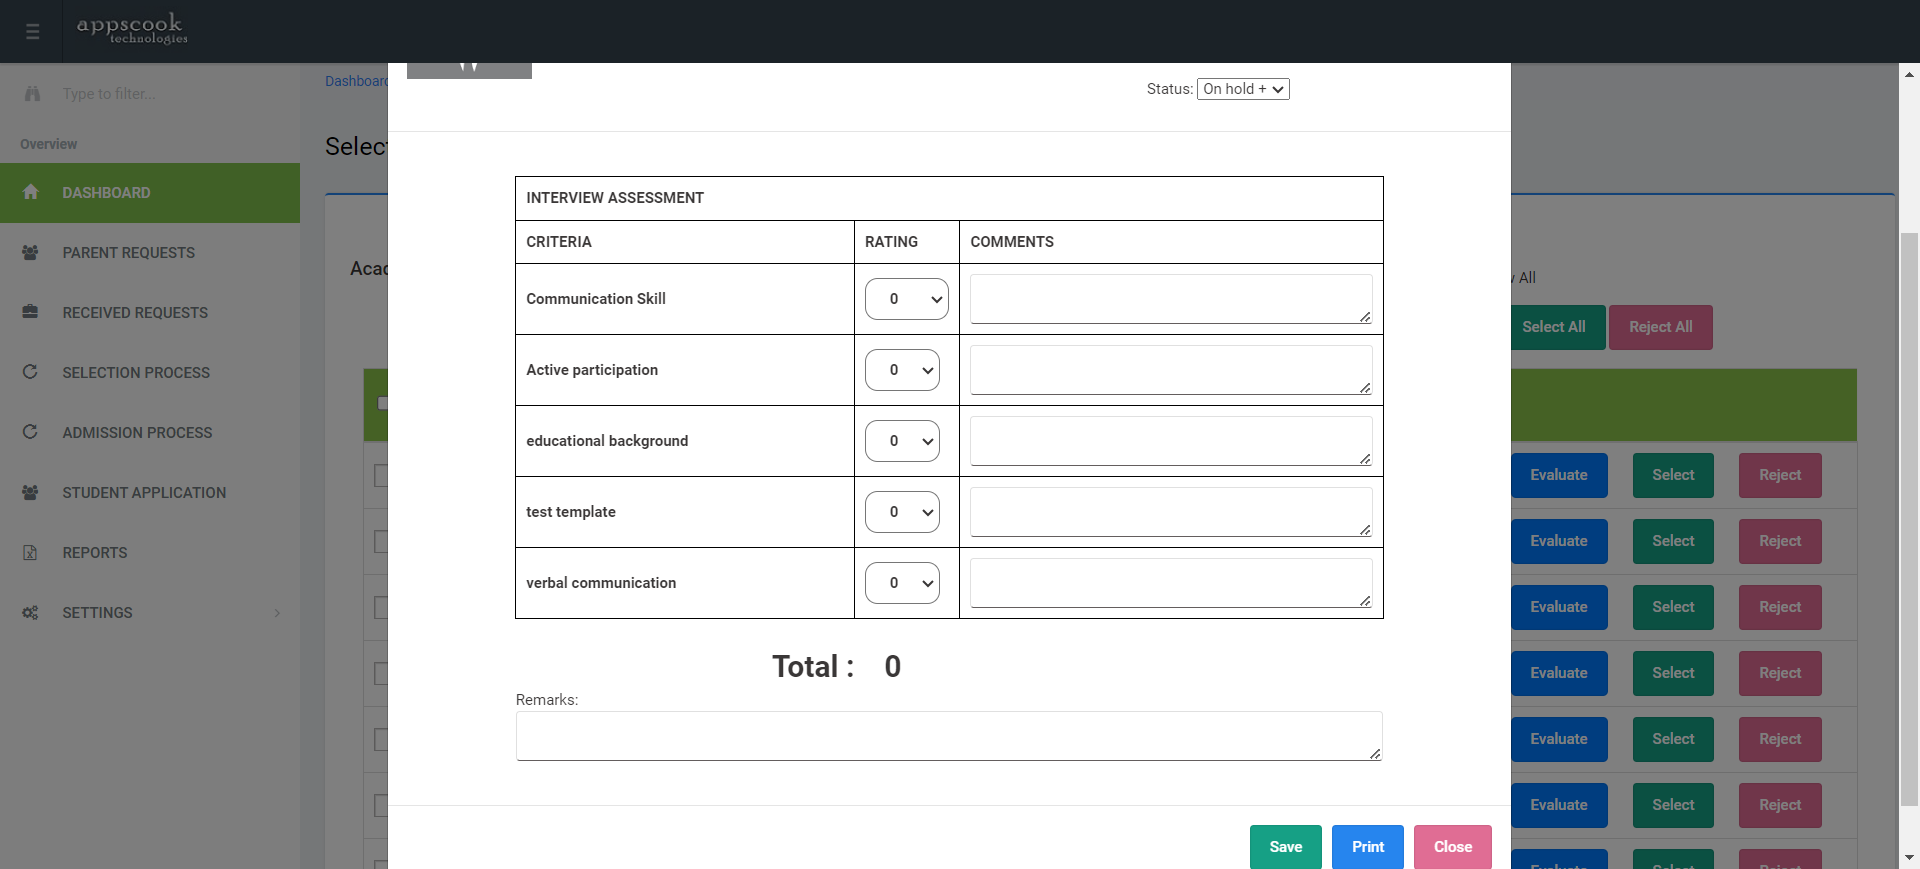 appscook
technologies
Type to filter...
Overview
DASHBOARD
PARENT REQUESTS
RECEIVED REQUESTS
SELECTION PROCESS
ADMISSION PROCESS
STUDENT APPLICATION
REPORTS
SETTINGS
Status: On hold +
INTERVIEW ASSESSMENT
CRITERIA RATING COMMENTS
Communication Skill 0
Active participation 0
educational background 0
test template 0
verbal communication 0
Total : 0
Remarks:
Save Print Close
All
Select All Reject All
Evaluate Select Reject
Evaluate Select Reject
Evaluate Select Reject
Evaluate Select Reject
Evaluate Select Reject
Evaluate Select Reject